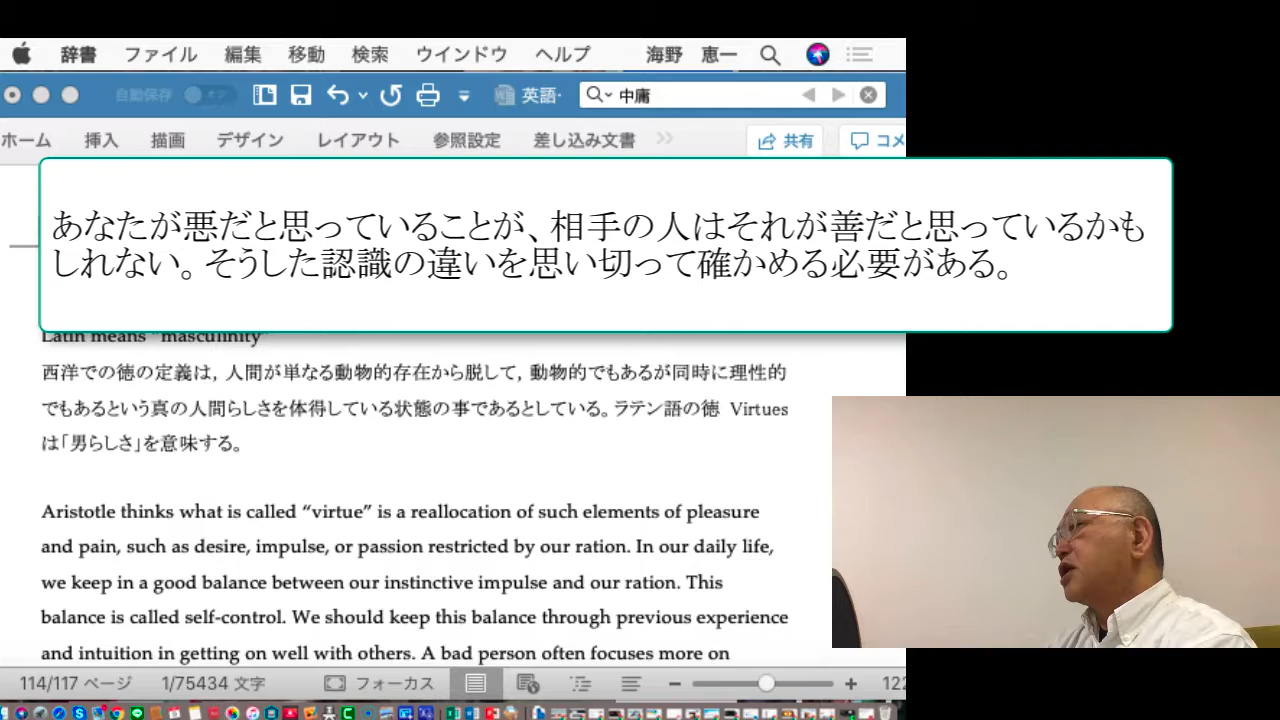 辞書 ファイル 編集 移動 検索 ウインドウ ヘルプ 海野 恵一
自動保存 オフ 英語· 中庸
ホーム 挿入 描画 デザイン レイアウト 参照設定 差し込み文書 共有 コメ
あなたが悪だと思っていることが、相手の人はそれが善だと思っているかも
しれない。そうした認識の違いを思い切って確かめる必要がある。
Latin means "masculinity"
西洋での徳の定義は，人間が単なる動物的存在から脱して，動物的でもあるが同時に理性的
でもあるという真の人間らしさを体得している状態の事であるとしている。ラテン語の徳 Virtues
は「男らしさ」を意味する。
Aristotle thinks what is called “virtue” is a reallocation of such elements of pleasure
and pain, such as desire, impulse, or passion restricted by our ration. In our daily life,
we keep in a good balance between our instinctive impulse and our ration. This
balance is called self-control. We should keep this balance through previous experience
and intuition in getting on well with others. A bad person often focuses more on
114/117 ページ 1/75434 文字 フォーカス 122